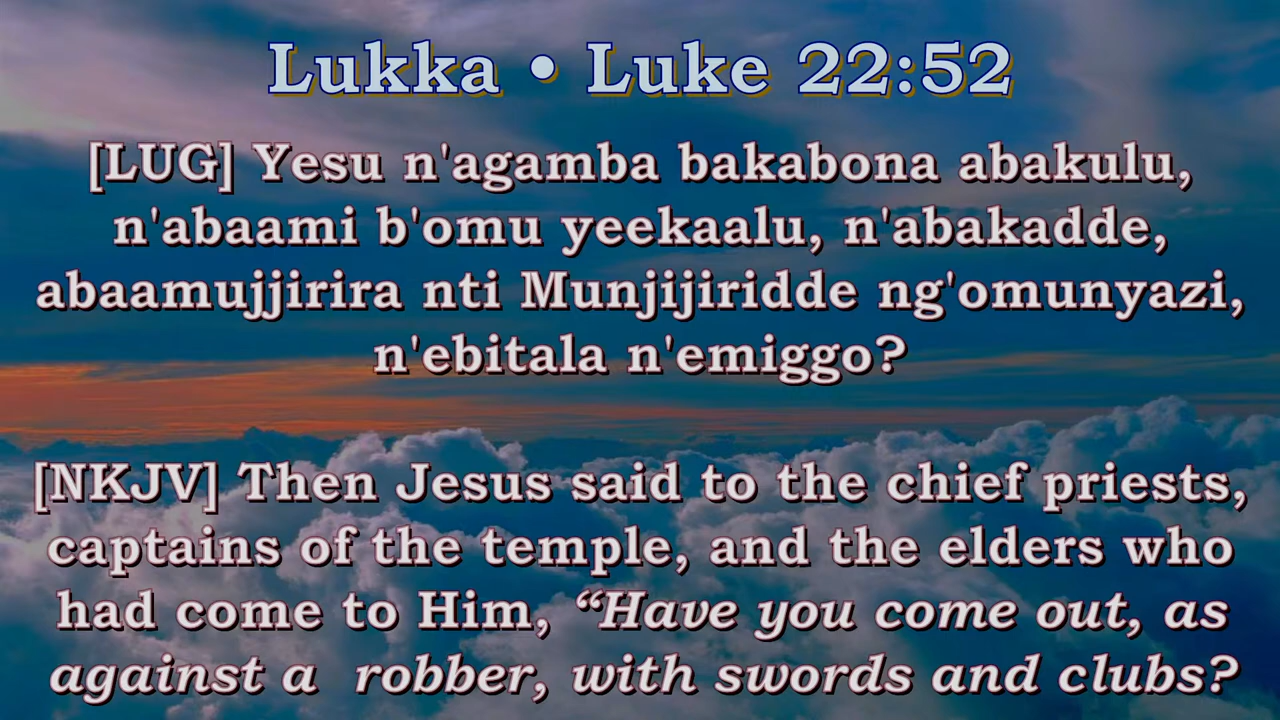 Lukka • Luke 22:52
[LUG] Yesu n'agamba bakabona abakulu,
n'abaami b'omu yeekaalu, n'abakadde,
abaamujjirira nti Munjijiridde ng'omunyazi,
n'ebitala n'emiggo?
[NKJV] Then Jesus said to the chief priests,
captains of the temple, and the elders who
had come to Him, “Have you come out, as
against a  robber, with swords and clubs?